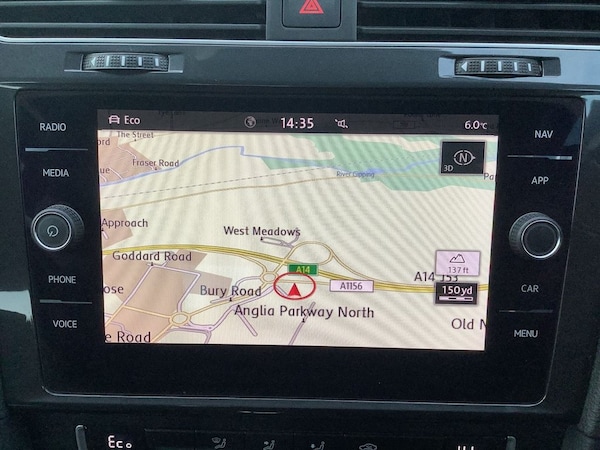 RADIO
MEDIA
PHONE
VOICE
Eco
14:35
6.0°C
NAV
APP
CAR
MENU
The Street
Fraser Road
River Gipping
N
3D
Approach
West Meadows
Goddard Road
A14
A14 J53
137 ft
A1156
150yd
Bury Road
Anglia Parkway North
Old
Road
Eco